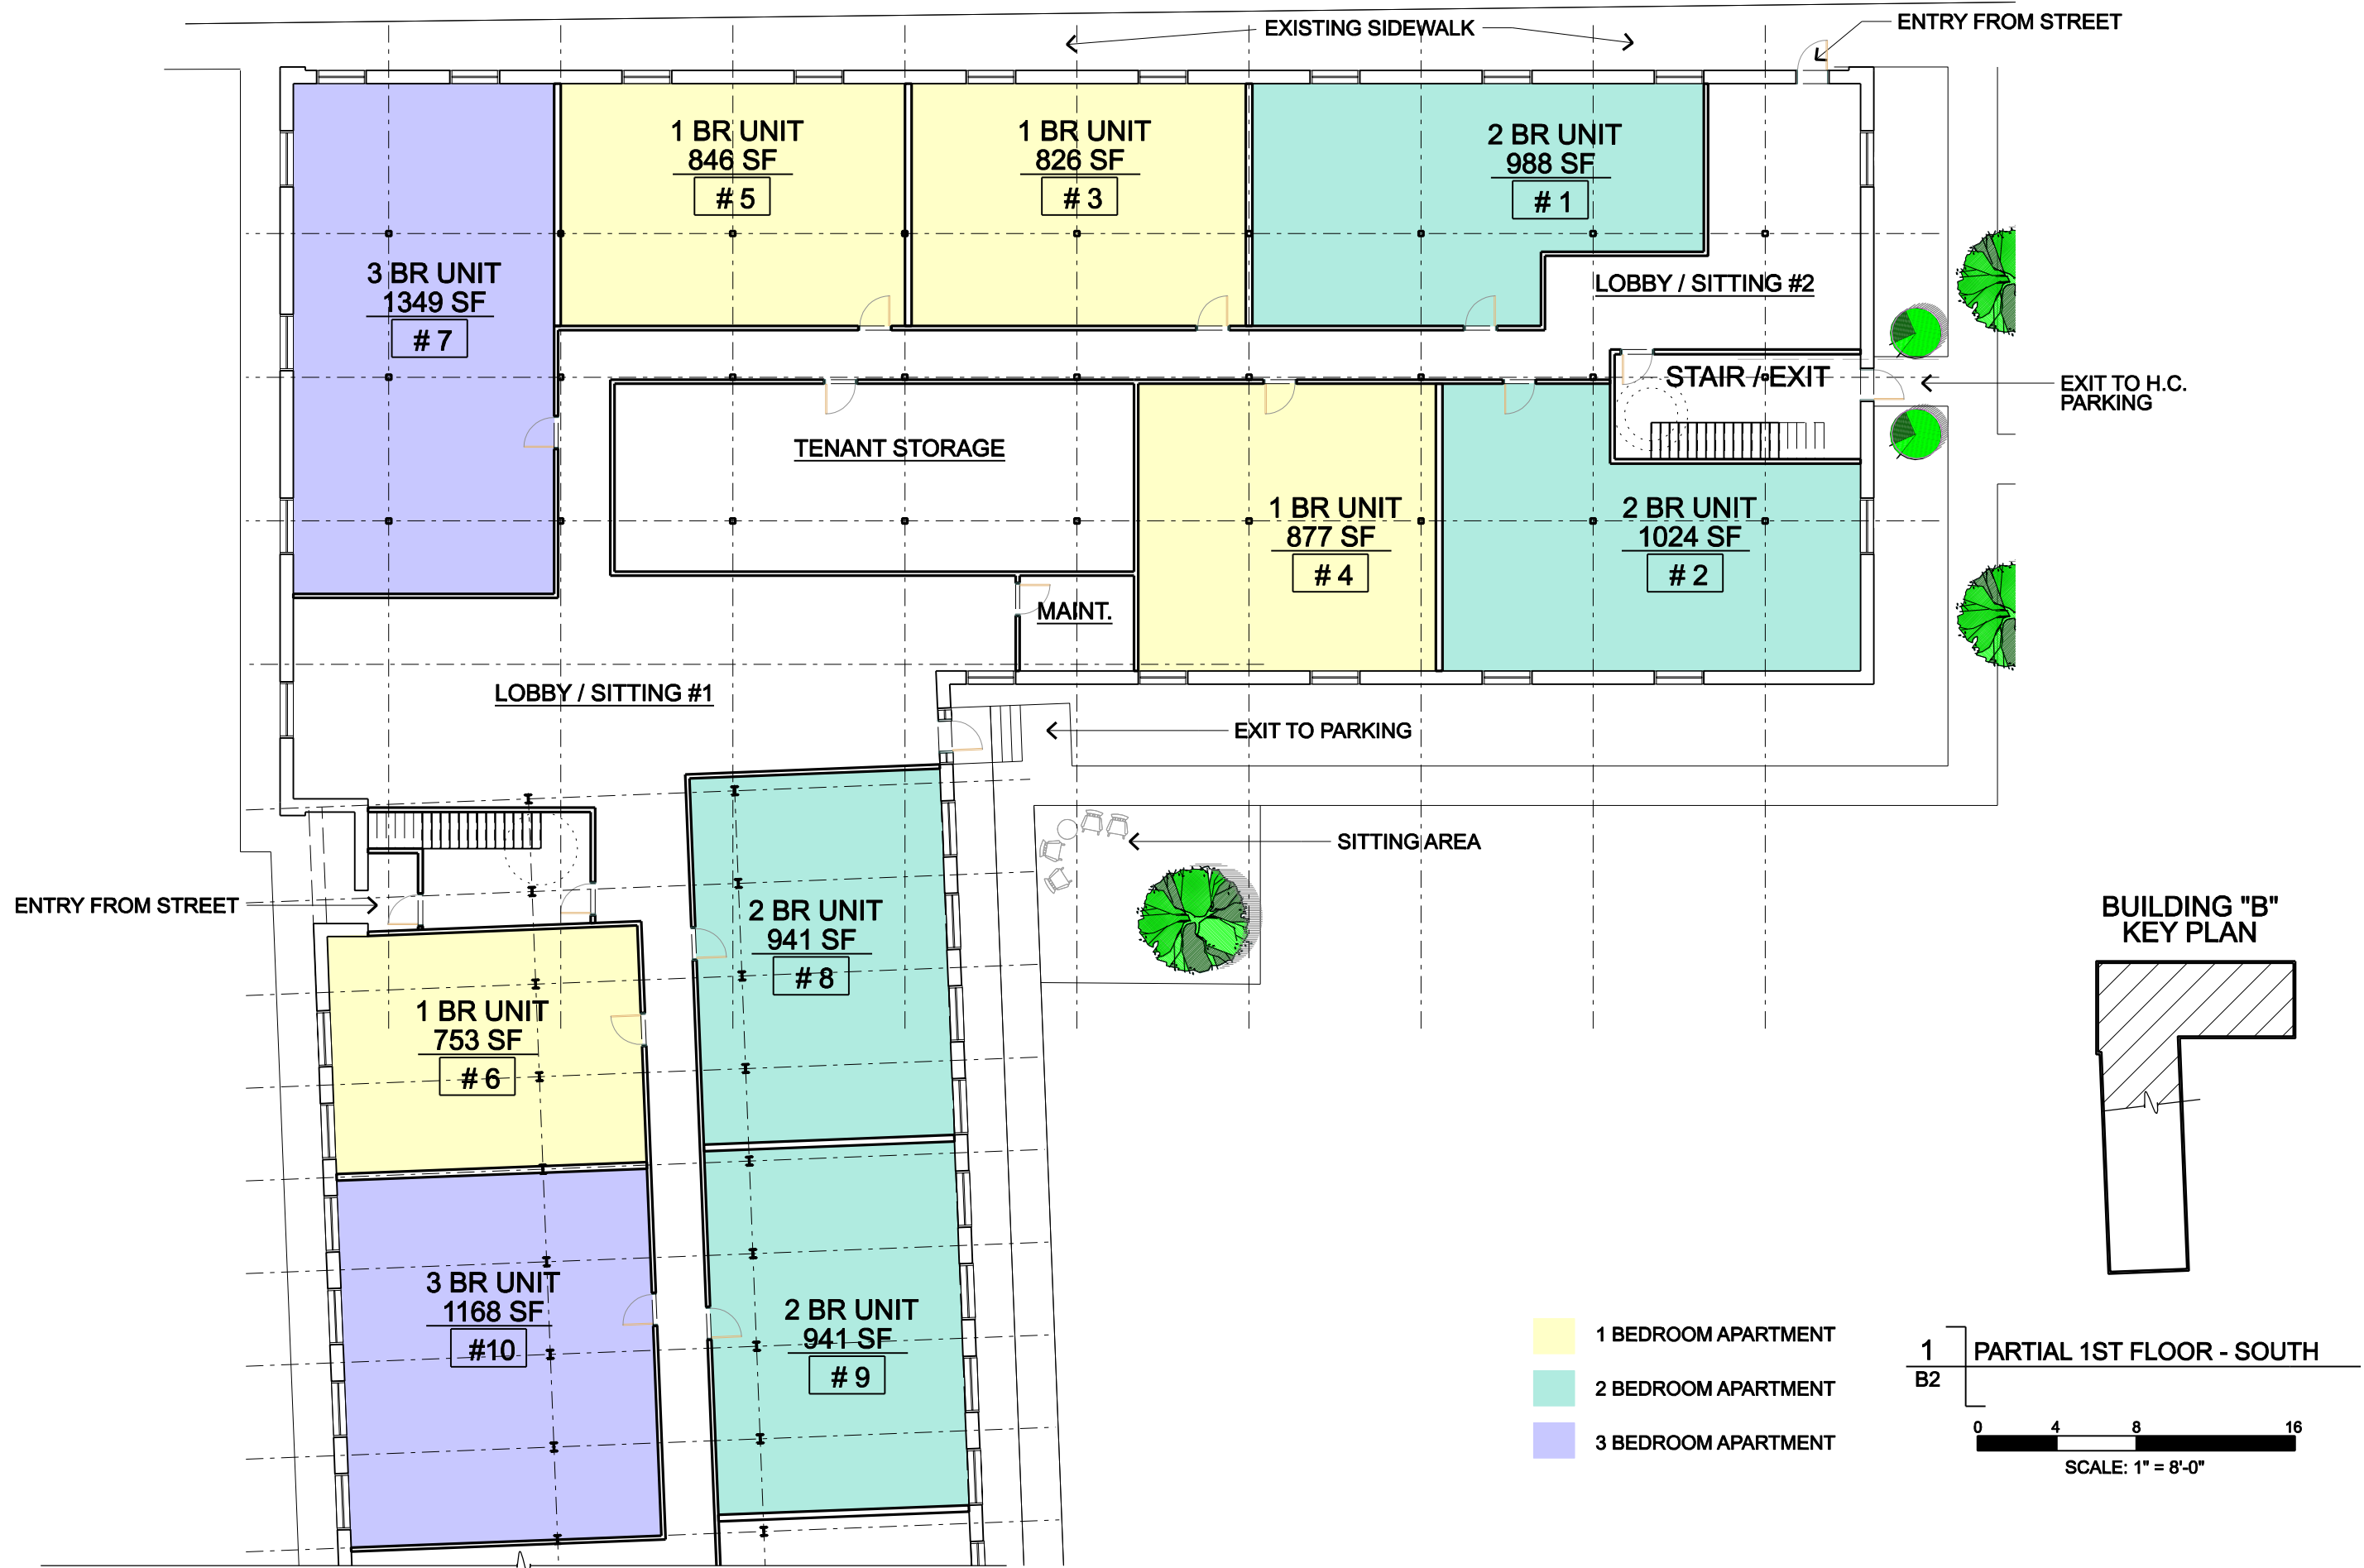 EXISTING SIDEWALK
ENTRY FROM STREET
1 BR UNIT
846 SF
# 5
1 BR UNIT
826 SF
# 3
2 BR UNIT
988 SF
# 1
3 BR UNIT
1349 SF
# 7
LOBBY / SITTING #2
STAIR / EXIT
EXIT TO H.C.
PARKING
TENANT STORAGE
1 BR UNIT
877 SF
# 4
2 BR UNIT
1024 SF
# 2
MAINT.
LOBBY / SITTING #1
EXIT TO PARKING
SITTING AREA
ENTRY FROM STREET
2 BR UNIT
941 SF
# 8
1 BR UNIT
753 SF
# 6
3 BR UNIT
1168 SF
#10
2 BR UNIT
941 SF
# 9
BUILDING "B"
KEY PLAN
1 BEDROOM APARTMENT
2 BEDROOM APARTMENT
3 BEDROOM APARTMENT
1
B2
PARTIAL 1ST FLOOR - SOUTH
0 4 8 16
SCALE: 1" = 8'-0"